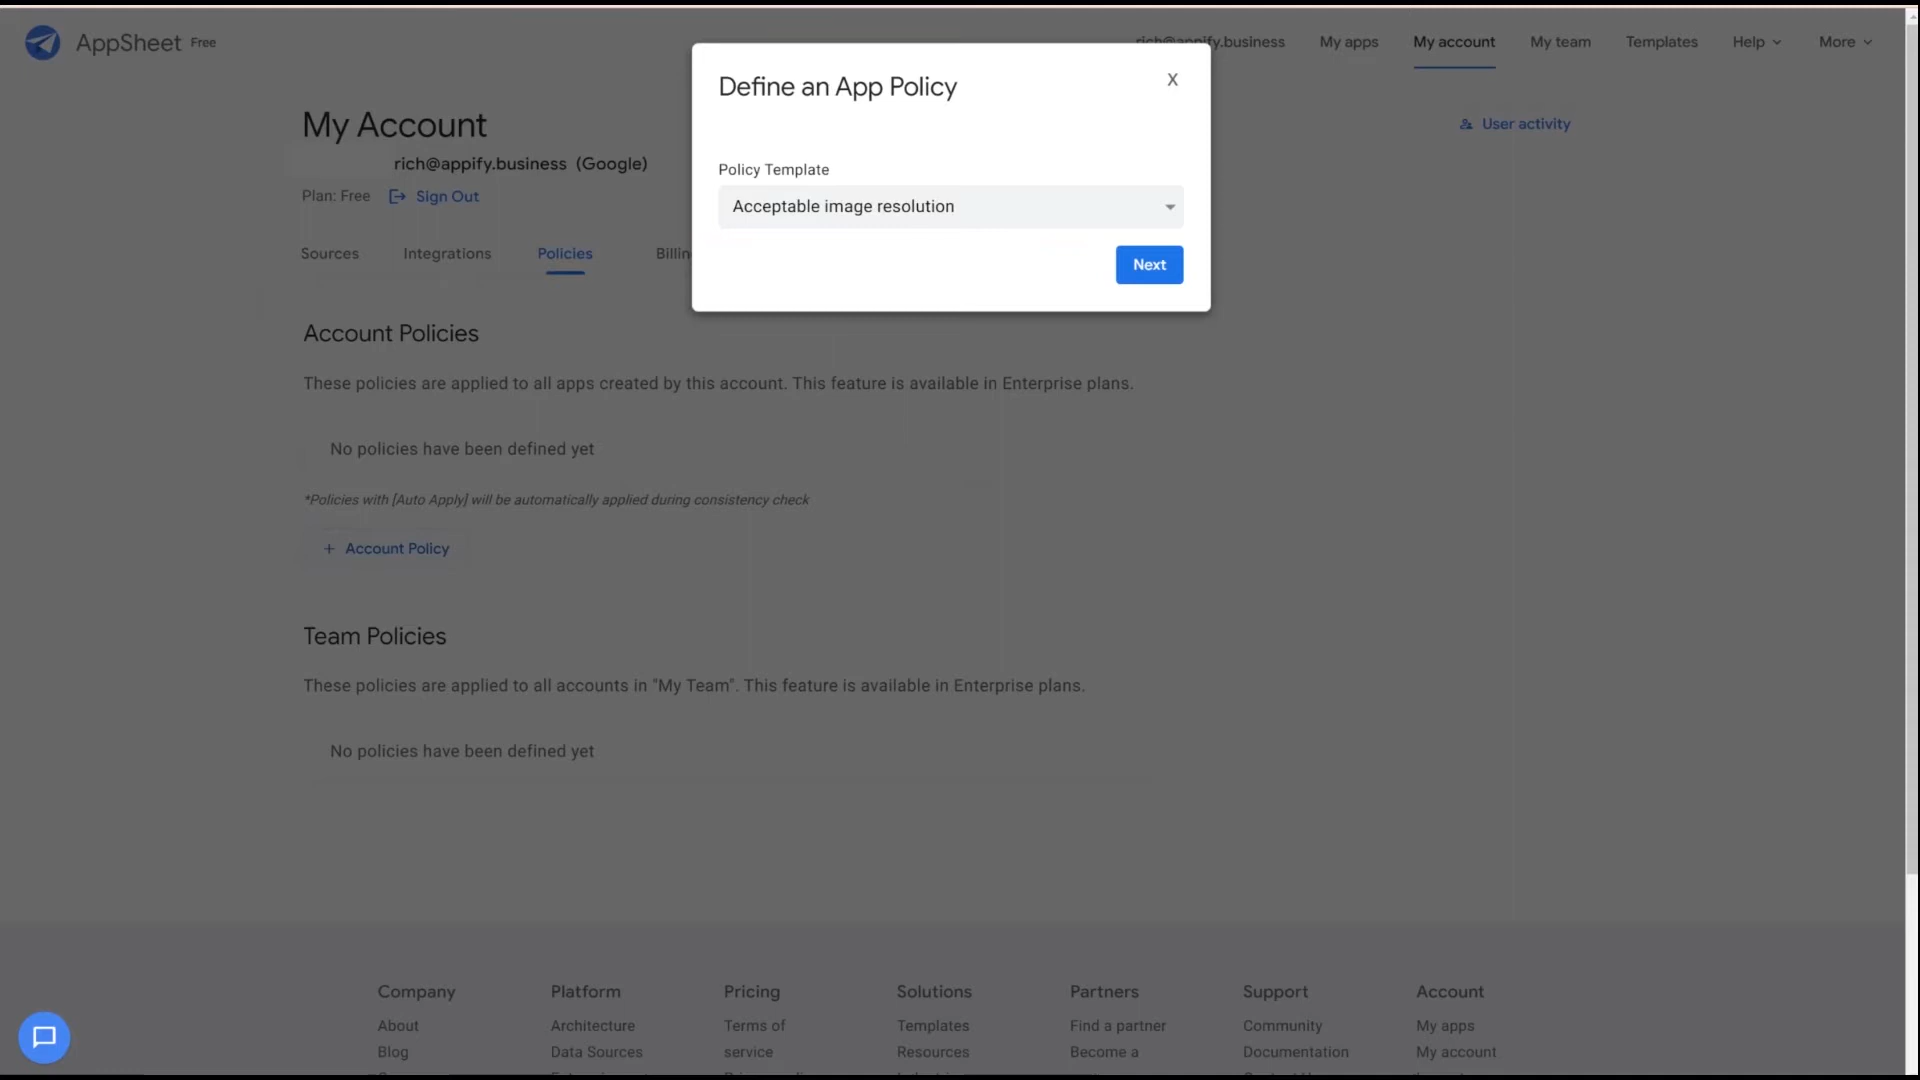 AppSheet Free
rich@appify.business My apps My account My team Templates Help More
Define an App Policy
X
Policy Template
Acceptable image resolution
Next
My Account
User activity
rich@appify.business (Google)
Plan: Free Sign Out
Sources Integrations Policies Billin
Account Policies
These policies are applied to all apps created by this account. This feature is available in Enterprise plans.
No policies have been defined yet
*Policies with [Auto Apply] will be automatically applied during consistency check
+ Account Policy
Team Policies
These policies are applied to all accounts in "My Team". This feature is available in Enterprise plans.
No policies have been defined yet
Company Platform Pricing Solutions Partners Support Account
About Architecture Terms of Templates Find a partner Community My apps
Blog Data Sources service Resources Become a Documentation My account